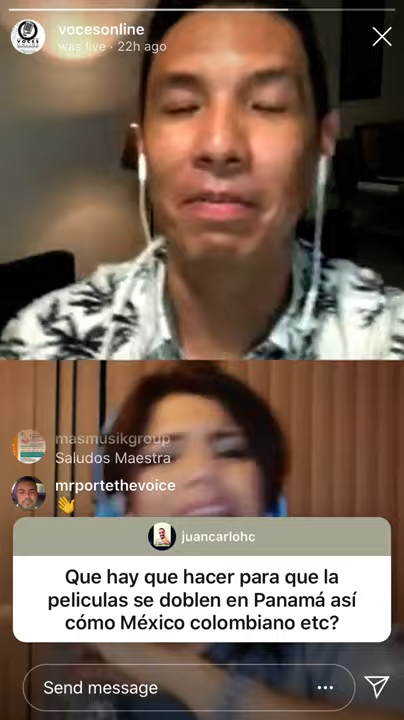 vocesonline
was live · 22h ago
VOCES
masmusikgroup
Saludos Maestra
mrportethevoice
👋
juancarlohc
Que hay que hacer para que la
peliculas se doblen en Panamá así
cómo México colombiano etc?
Send message